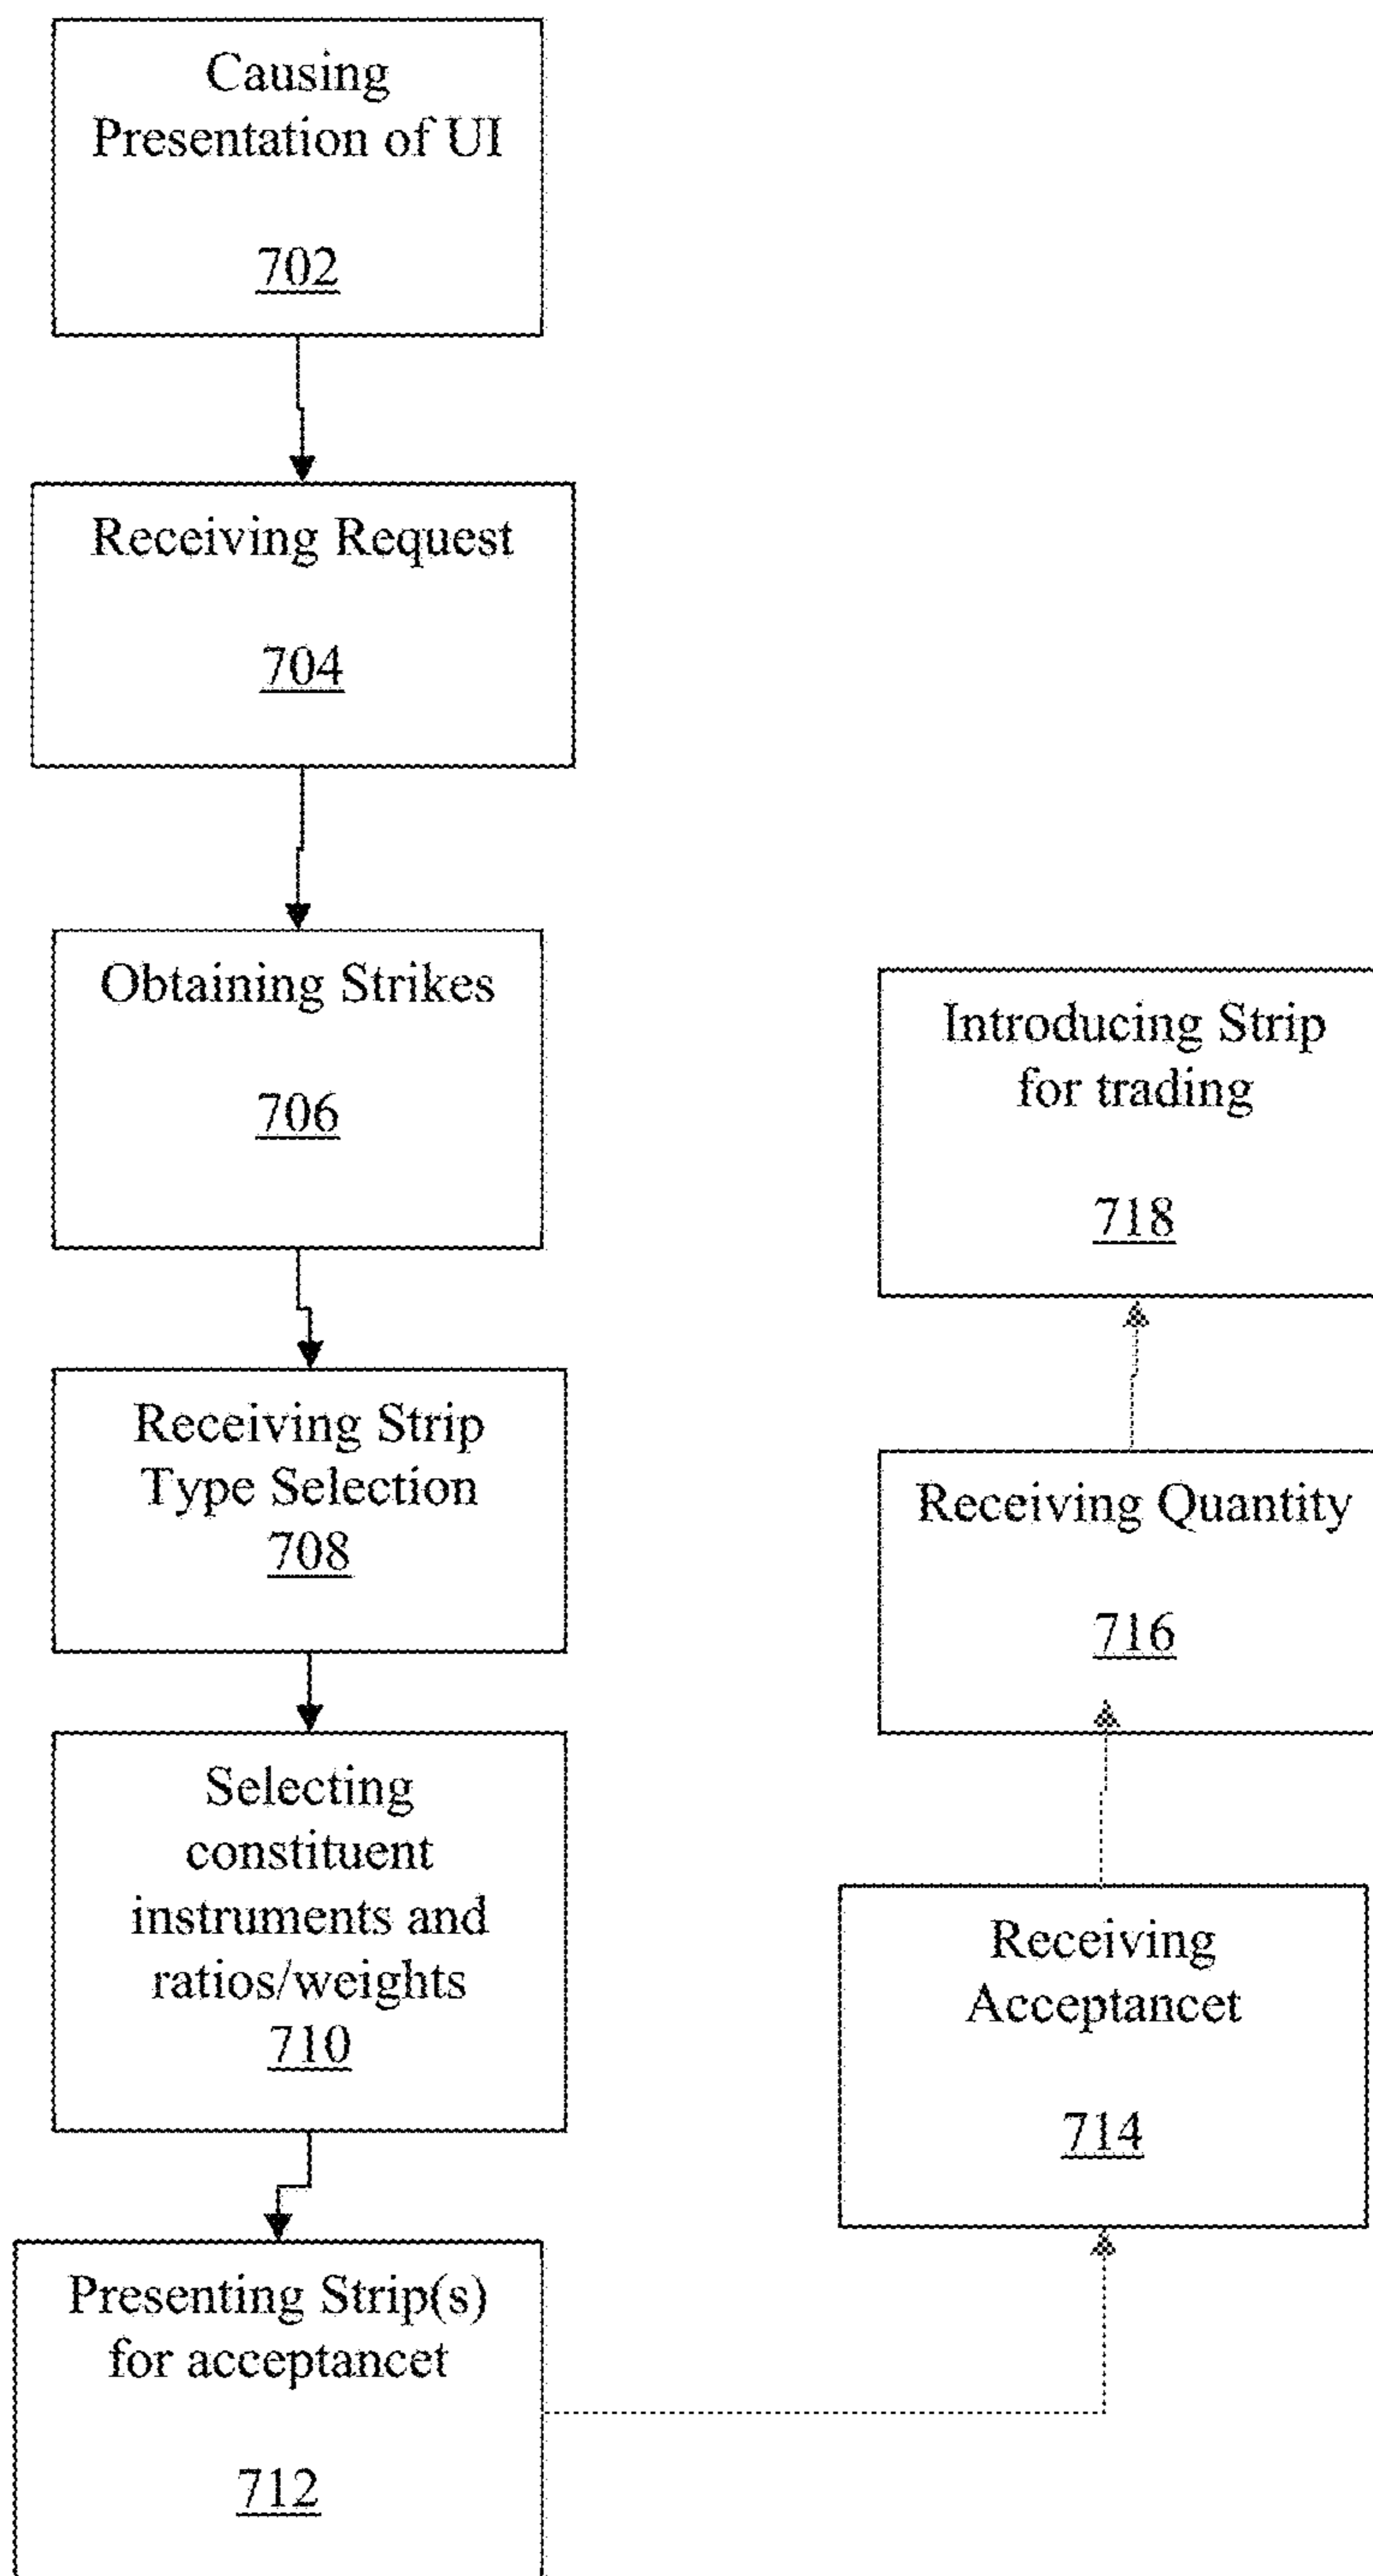 Causing
Presentation of UI
702
Receiving Request
704
Obtaining Strikes
706
Receiving Strip
Type Selection
708
Selecting
constituent
instruments and
ratios/weights
710
Presenting Strip(s)
for acceptancet
712
Receiving
Acceptancet
714
Receiving Quantity
716
Introducing Strip
for trading
718